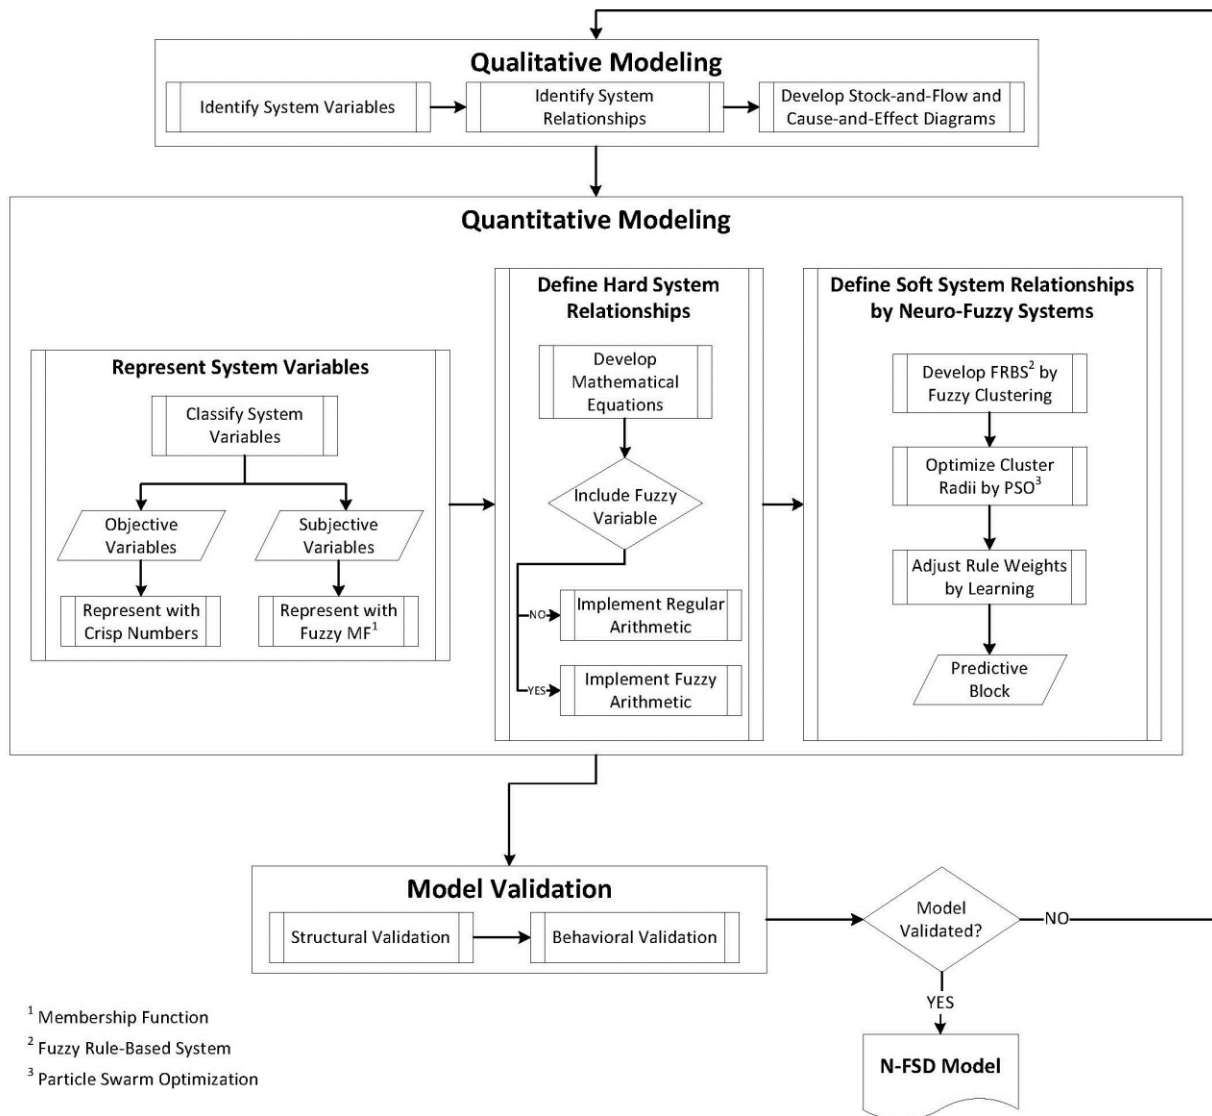 Qualitative Modeling
Identify System Variables
Identify System
Relationships
Develop Stock-and-Flow and
Cause-and-Effect Diagrams
Quantitative Modeling
Represent System Variables
Classify System
Variables
Objective
Variables
Subjective
Variables
Represent with
Crisp Numbers
Represent with
Fuzzy MF¹
Define Hard System
Relationships
Develop
Mathematical
Equations
Include Fuzzy
Variable
NO
Implement Regular
Arithmetic
YES
Implement Fuzzy
Arithmetic
Define Soft System Relationships
by Neuro-Fuzzy Systems
Develop FRBS² by
Fuzzy Clustering
Optimize Cluster
Radii by PSO³
Adjust Rule Weights
by Learning
Predictive
Block
Model Validation
Structural Validation
Behavioral Validation
Model
Validated?
NO
YES
N-FSD Model
¹ Membership Function
² Fuzzy Rule-Based System
³ Particle Swarm Optimization